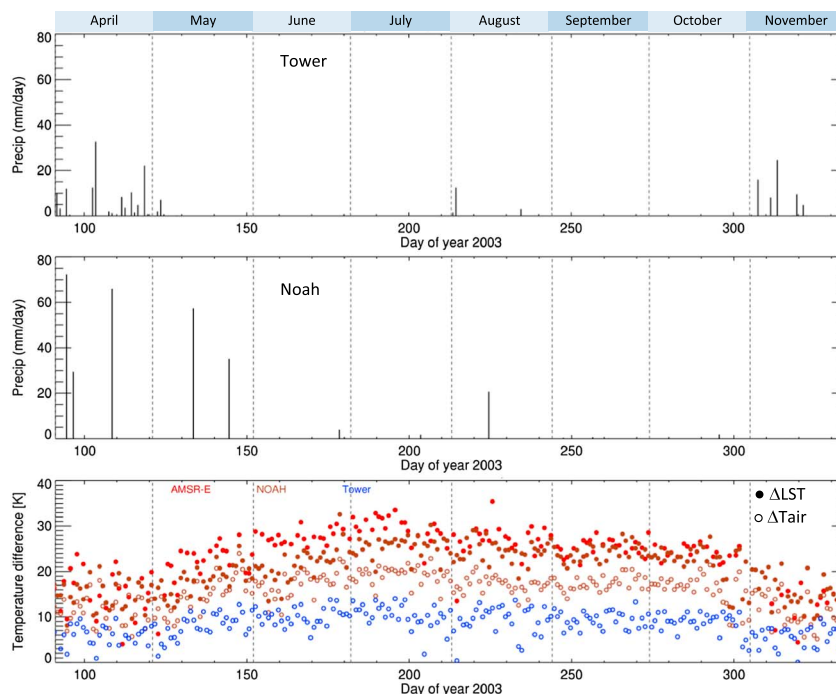 April May June July August September October November
80
60
40
20
0
Precip (mm/day)
Tower
100 150 200 250 300
Day of year 2003
80
60
40
20
0
Precip (mm/day)
Noah
100 150 200 250 300
Day of year 2003
40
30
20
10
0
Temperature difference [K]
AMSR-E NOAH Tower
ΔLST
ΔTair
100 150 200 250 300
Day of year 2003